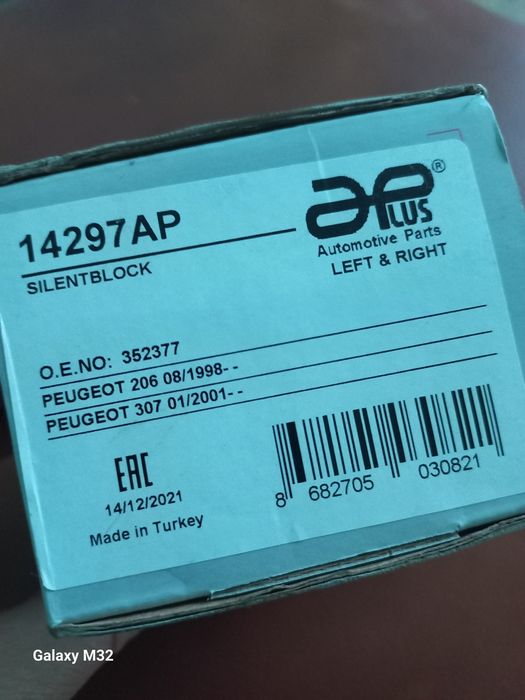 14297AP
SILENTBLOCK
aPLUS®
Automotive Parts
LEFT & RIGHT
O.E.NO: 352377
PEUGEOT 206 08/1998- -
PEUGEOT 307 01/2001- -
EAC
14/12/2021
Made in Turkey
8 682705 030821
Galaxy M32